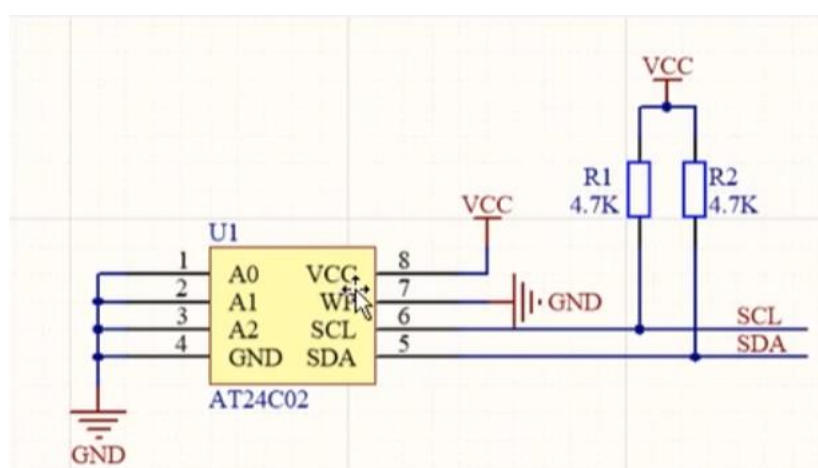 VCC
R1
4.7K
R2
4.7K
VCC
U1
1
A0
VCC
8
2
A1
WP
7
GND
3
A2
SCL
6
SCL
4
GND
SDA
5
SDA
AT24C02
GND